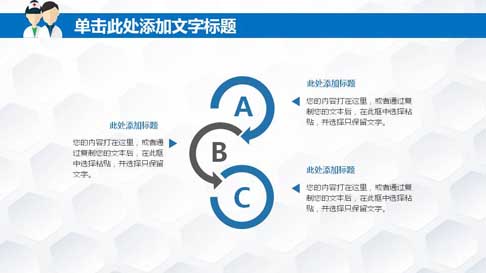 单击此处添加文字标题
A
此处添加标题
您的内容打在这里，或者通过复
制您的文本后，在此框中选择粘
贴，并选择只保留文字。
此处添加标题
您的内容打在这里，或者
通过复制您的文本后，在此框
中选择粘贴，并选择只保留
文字。
B
C
此处添加标题
您的内容打在这里，或者通过复
制您的文本后，在此框中选择粘
贴，并选择只保留文字。